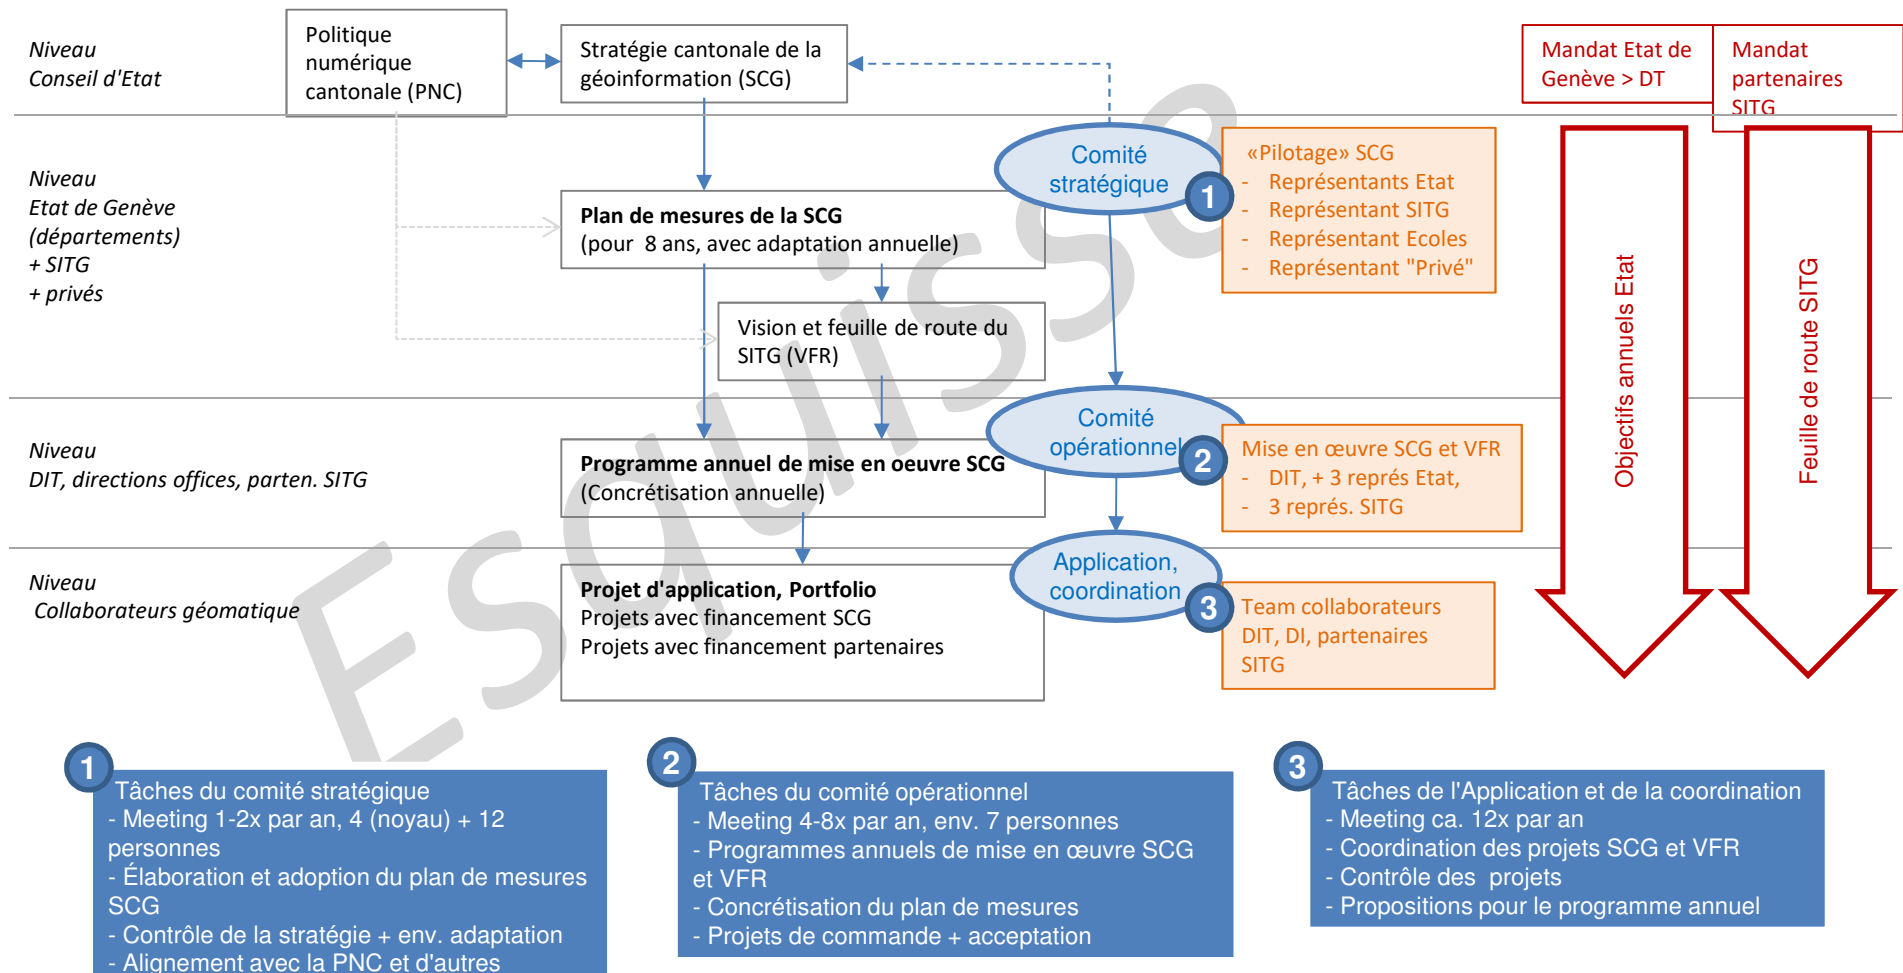 Niveau
Conseil d'Etat
Politique
numérique
cantonale (PNC)
Stratégie cantonale de la
géoinformation (SCG)
Mandat Etat de
Genève > DT
Mandat
partenaires
SITG
Niveau
Etat de Genève
(départements)
+ SITG
+ privés
Comité
stratégique
1
«Pilotage» SCG
- Représentants Etat
- Représentant SITG
- Représentant Ecoles
- Représentant "Privé"
Plan de mesures de la SCG
(pour  8 ans, avec adaptation annuelle)
Vision et feuille de route du
SITG (VFR)
Objectifs annuels Etat
Feuille de route SITG
Niveau
DIT, directions offices, parten. SITG
Programme annuel de mise en oeuvre SCG
(Concrétisation annuelle)
Comité
opérationnel
2
Mise en œuvre SCG et VFR
- DIT, + 3 représ Etat,
- 3 représ. SITG
Niveau
Collaborateurs géomatique
Projet d'application, Portfolio
Projets avec financement SCG
Projets avec financement partenaires
Application,
coordination
3
Team collaborateurs
DIT, DI, partenaires
SITG
Esquisse
1
Tâches du comité stratégique
- Meeting 1-2x par an, 4 (noyau) + 12
personnes
- Élaboration et adoption du plan de mesures
SCG
- Contrôle de la stratégie + env. adaptation
- Alignement avec la PNC et d'autres
2
Tâches du comité opérationnel
- Meeting 4-8x par an, env. 7 personnes
- Programmes annuels de mise en œuvre SCG
et VFR
- Concrétisation du plan de mesures
- Projets de commande + acceptation
3
Tâches de l'Application et de la coordination
- Meeting ca. 12x par an
- Coordination des projets SCG et VFR
- Contrôle des  projets
- Propositions pour le programme annuel